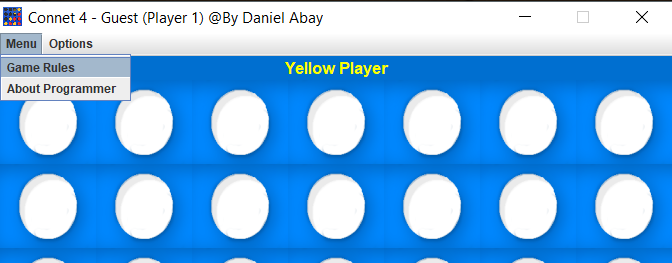 Connet 4 - Guest (Player 1) @By Daniel Abay
Menu Options
Yellow Player
Game Rules
About Programmer